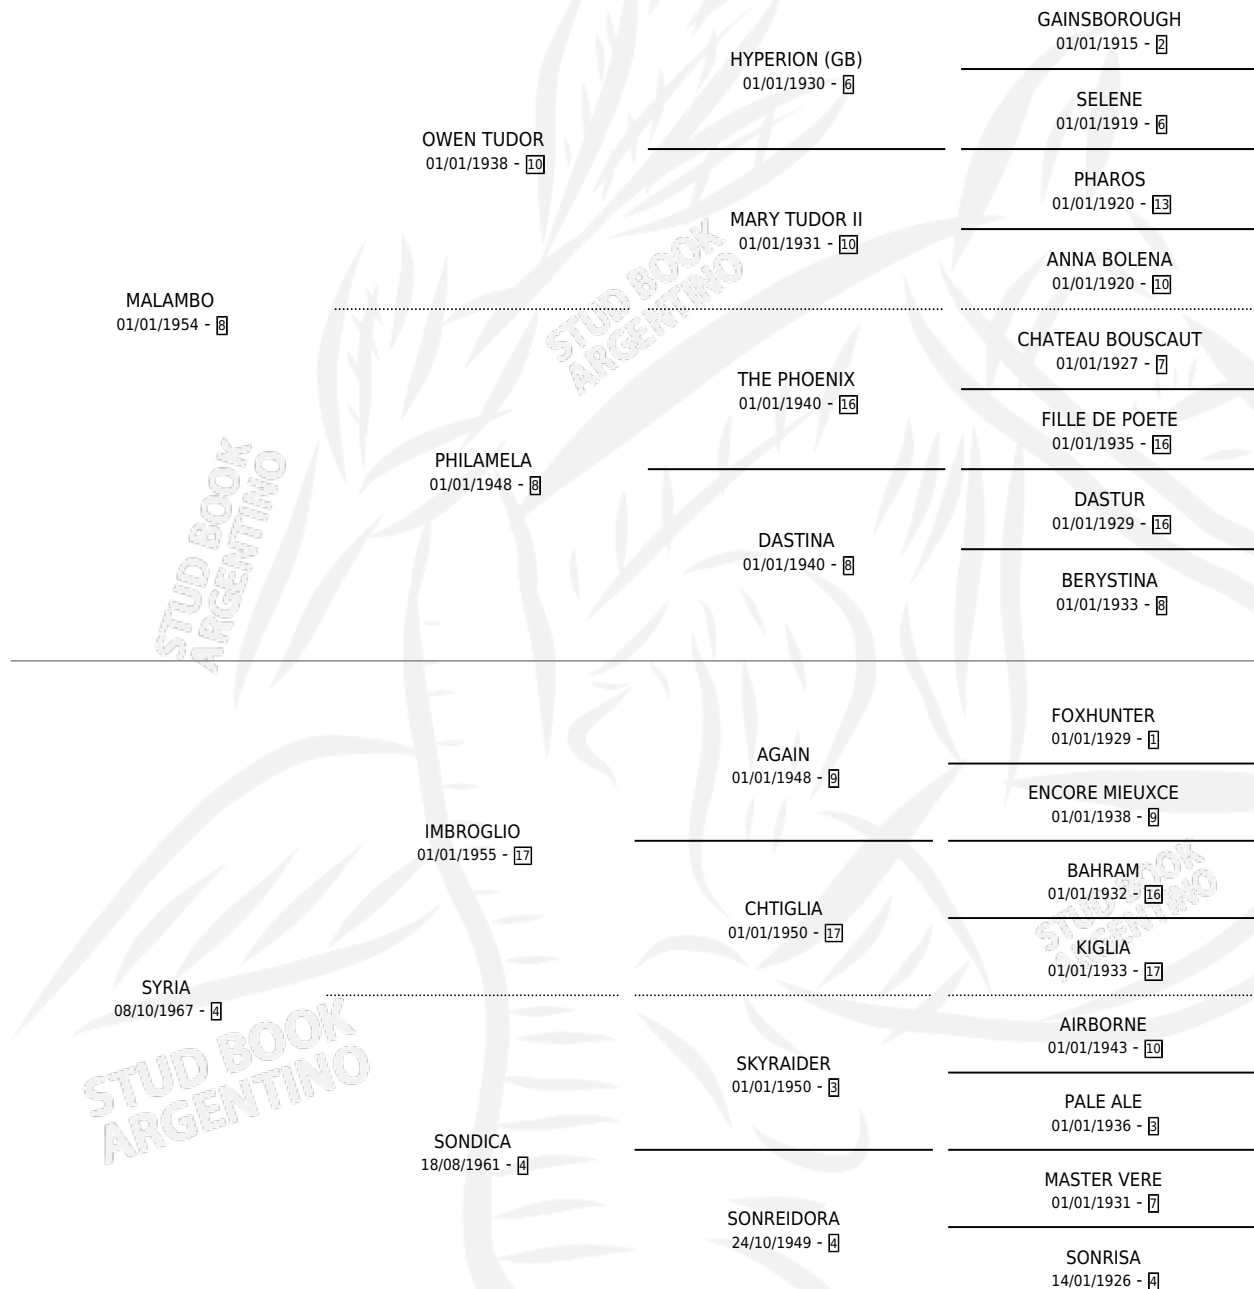 GAINSBOROUGH
01/01/1915 - 2
HYPERION (GB)
01/01/1930 - 6
SELENE
01/01/1919 - 6
OWEN TUDOR
01/01/1938 - 10
PHAROS
01/01/1920 - 13
MARY TUDOR II
01/01/1931 - 10
ANNA BOLENA
01/01/1920 - 10
MALAMBO
01/01/1954 - 8
STUD BOOK
ARGENTINO
CHATEAU BOUSCAUT
01/01/1927 - 7
THE PHOENIX
01/01/1940 - 16
FILLE DE POETE
01/01/1935 - 16
PHILAMELA
01/01/1948 - 8
DASTUR
01/01/1929 - 16
DASTINA
01/01/1940 - 8
BERYSTINA
01/01/1933 - 8
STUD BOOK
ARGENTINO
FOXHUNTER
01/01/1929 - 1
AGAIN
01/01/1948 - 9
ENCORE MIEUXCE
01/01/1938 - 9
IMBROGLIO
01/01/1955 - 17
BAHRAM
01/01/1932 - 16
CHTIGLIA
01/01/1950 - 17
KIGLIA
01/01/1933 - 17
STUD BOOK
ARGENTINO
SYRIA
08/10/1967 - 4
AIRBORNE
01/01/1943 - 10
SKYRAIDER
01/01/1950 - 3
PALE ALE
01/01/1936 - 3
STUD BOOK
ARGENTINO
SONDICA
18/08/1961 - 4
MASTER VERE
01/01/1931 - 7
SONREIDORA
24/10/1949 - 4
SONRISA
14/01/1926 - 4